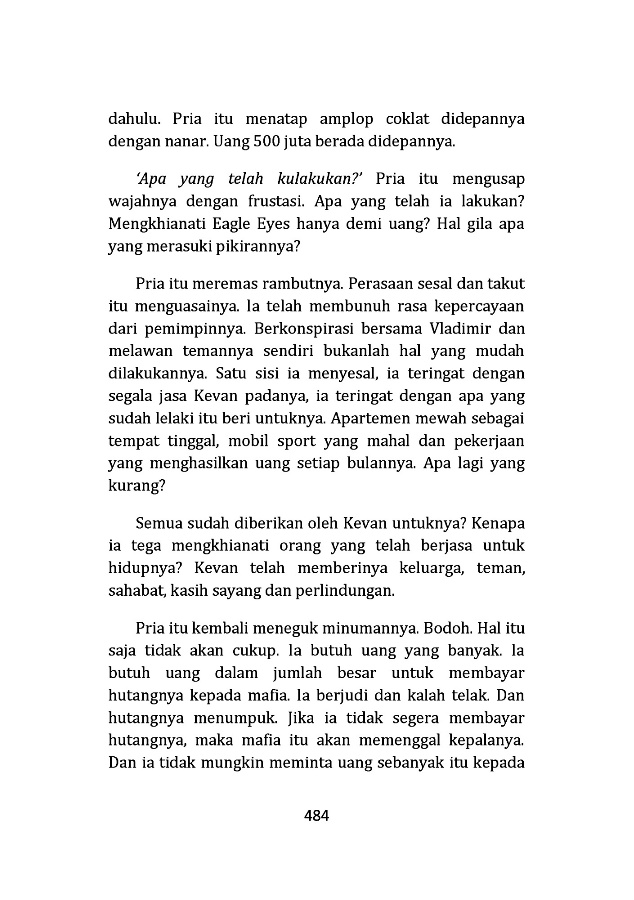 dahulu. Pria itu menatap amplop coklat didepannya
dengan nanar. Uang 500 juta berada didepannya.
‘Apa yang telah kulakukan?’ Pria itu mengusap
wajahnya dengan frustasi. Apa yang telah ia lakukan?
Mengkhianati Eagle Eyes hanya demi uang? Hal gila apa
yang merasuki pikirannya?
Pria itu meremas rambutnya. Perasaan sesal dan takut
itu menguasainya. Ia telah membunuh rasa kepercayaan
dari pemimpinnya. Berkonspirasi bersama Vladimir dan
melawan temannya sendiri bukanlah hal yang mudah
dilakukannya. Satu sisi ia menyesal, ia teringat dengan
segala jasa Kevan padanya, ia teringat dengan apa yang
sudah lelaki itu beri untuknya. Apartemen mewah sebagai
tempat tinggal, mobil sport yang mahal dan pekerjaan
yang menghasilkan uang setiap bulannya. Apa lagi yang
kurang?
Semua sudah diberikan oleh Kevan untuknya? Kenapa
ia tega mengkhianati orang yang telah berjasa untuk
hidupnya? Kevan telah memberinya keluarga, teman,
sahabat, kasih sayang dan perlindungan.
Pria itu kembali meneguk minumannya. Bodoh. Hal itu
saja tidak akan cukup. Ia butuh uang yang banyak. Ia
butuh uang dalam jumlah besar untuk membayar
hutangnya kepada mafia. Ia berjudi dan kalah telak. Dan
hutangnya menumpuk. Jika ia tidak segera membayar
hutangnya, maka mafia itu akan memenggal kepalanya.
Dan ia tidak mungkin meminta uang sebanyak itu kepada
484